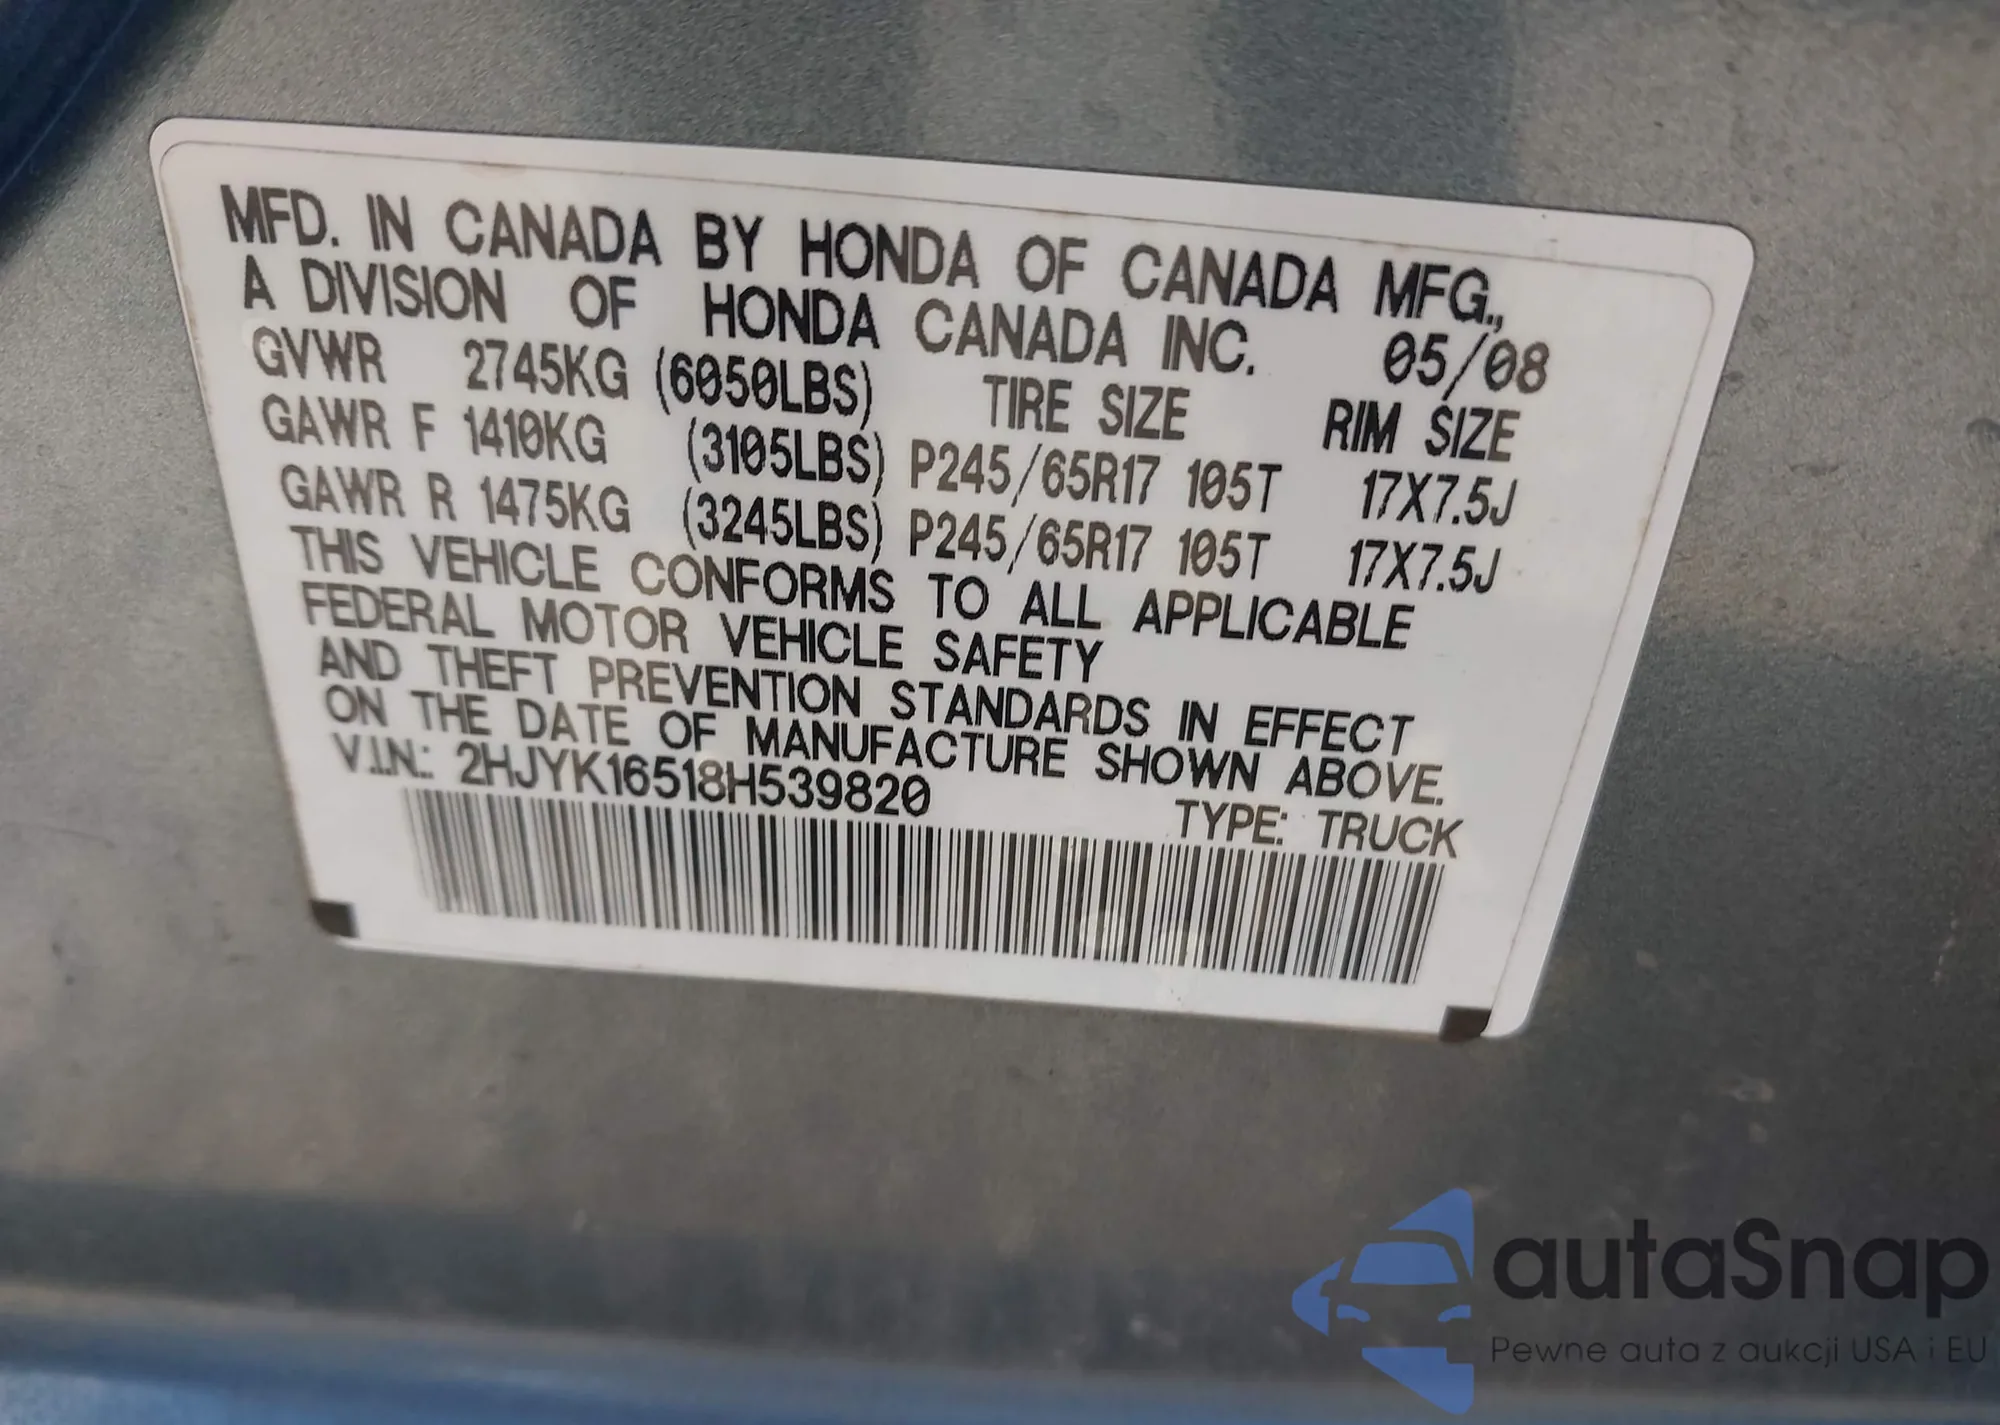 MFD. IN CANADA BY HONDA OF CANADA MFG.,
A DIVISION OF HONDA CANADA INC. 05/08
GVWR 2745KG (6050LBS) TIRE SIZE RIM SIZE
GAWR F 1410KG (3105LBS) P245/65R17 105T 17X7.5J
GAWR R 1475KG (3245LBS) P245/65R17 105T 17X7.5J
THIS VEHICLE CONFORMS TO ALL APPLICABLE
FEDERAL MOTOR VEHICLE SAFETY
AND THEFT PREVENTION STANDARDS IN EFFECT
ON THE DATE OF MANUFACTURE SHOWN ABOVE.
V.I.N.: 2HJYK16518H539820
TYPE: TRUCK
autaSnap
Pewne auta z aukcji USA i EU